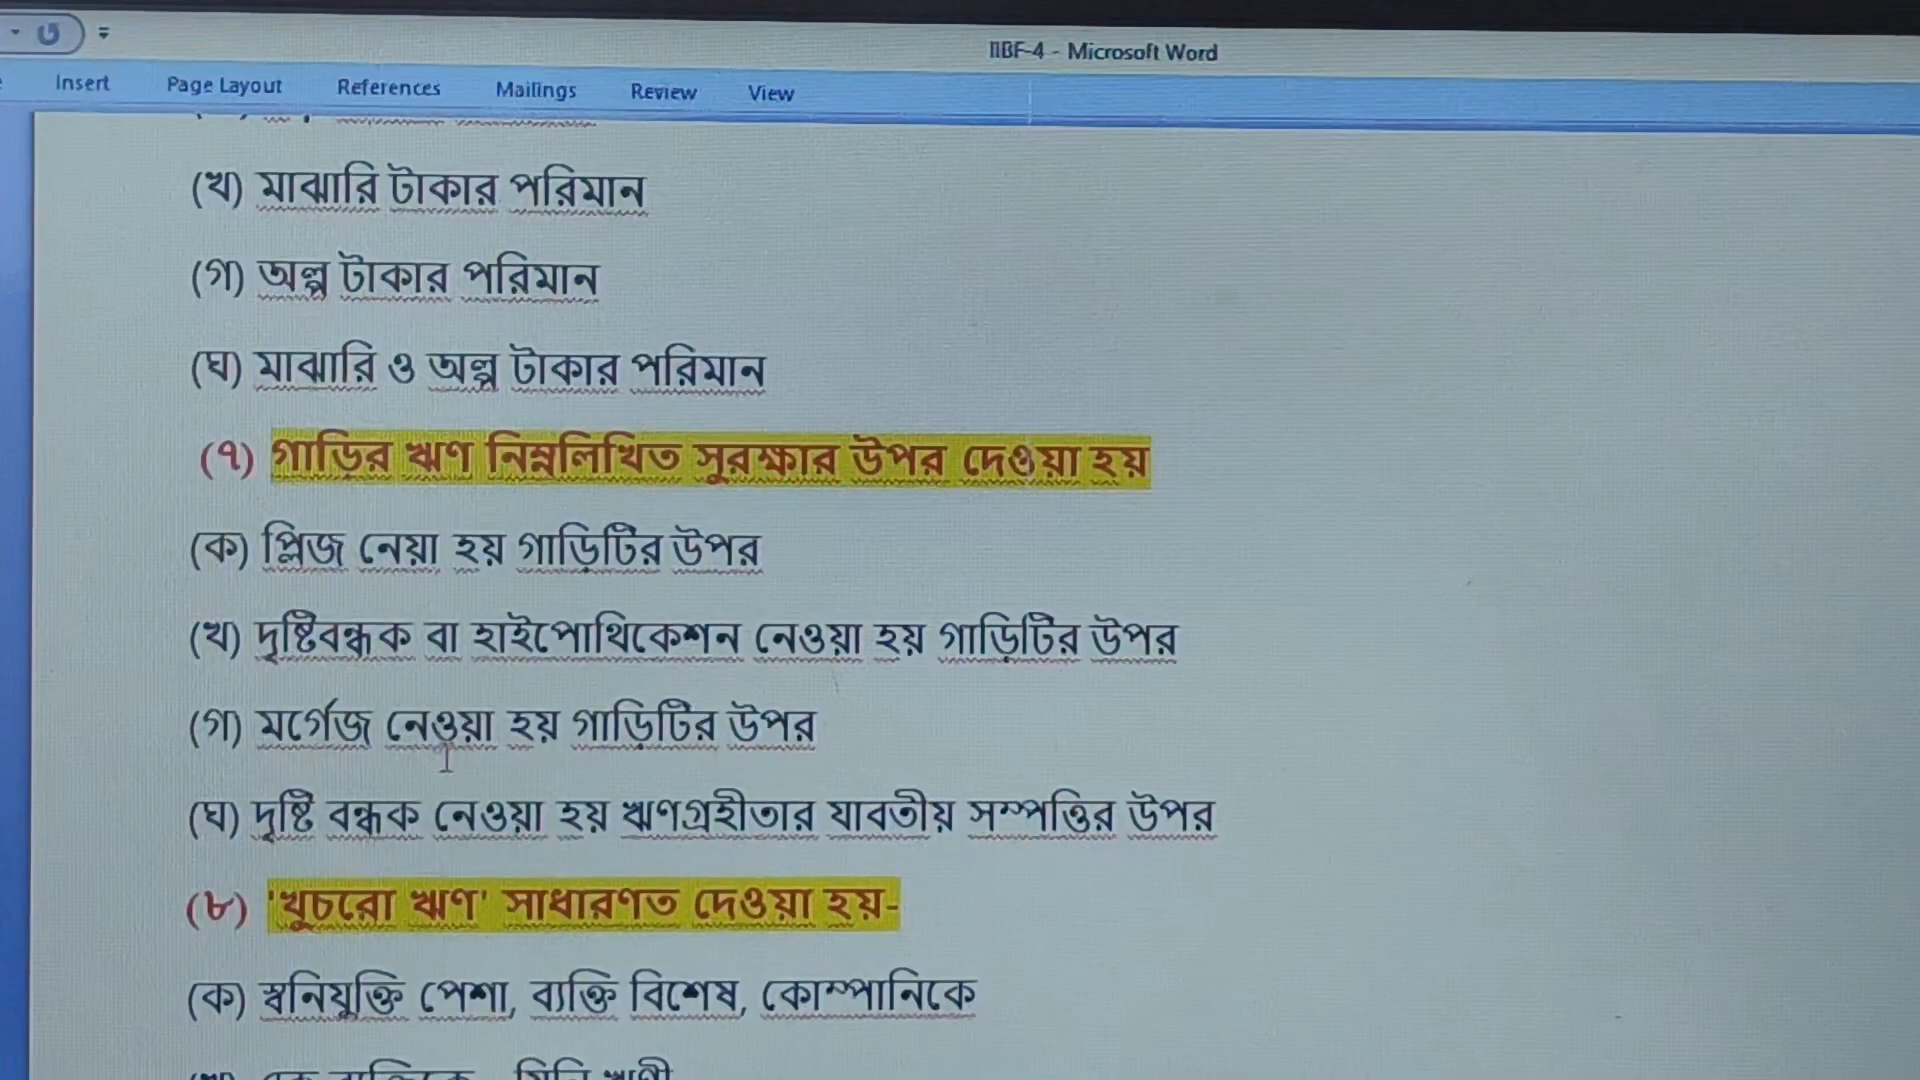 IIBF-4 - Microsoft Word
Insert Page Layout References Mailings Review View
(খ) মাঝারি টাকার পরিমান
(গ) অল্প টাকার পরিমান
(ঘ) মাঝারি ও অল্প টাকার পরিমান
(৭) গাড়ির ঋণ নিম্নলিখিত সুরক্ষার উপর দেওয়া হয়
(ক) প্লিজ নেয়া হয় গাড়িটির উপর
(খ) দৃষ্টিবন্ধক বা হাইপোথিকেশন নেওয়া হয় গাড়িটির উপর
(গ) মর্গেজ নেওয়া হয় গাড়িটির উপর
(ঘ) দৃষ্টি বন্ধক নেওয়া হয় ঋণগ্রহীতার যাবতীয় সম্পত্তির উপর
(৮) 'খুচরো ঋণ' সাধারণত দেওয়া হয়-
(ক) স্বনিযুক্তি পেশা, ব্যক্তি বিশেষ, কোম্পানিকে